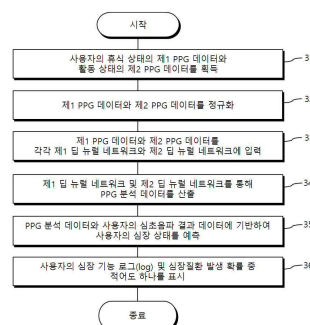 시작
사용자의 휴식 상태의 제1 PPG 데이터와
활동 상태의 제2 PPG 데이터를 획득
제1 PPG 데이터와 제2 PPG 데이터를 정규화
제1 PPG 데이터와 제2 PPG 데이터를
각각 제1 딥 뉴럴 네트워크와 제2 딥 뉴럴 네트워크에 입력
제1 딥 뉴럴 네트워크 및 제2 딥 뉴럴 네트워크를 통해
PPG 분석 데이터를 산출
PPG 분석 데이터와 사용자의 심초음파 결과 데이터에 기반하여
사용자의 심장 상태를 예측
사용자의 심장 기능 로그(log) 및 심장질환 발생 확률 중
적어도 하나를 표시
종료